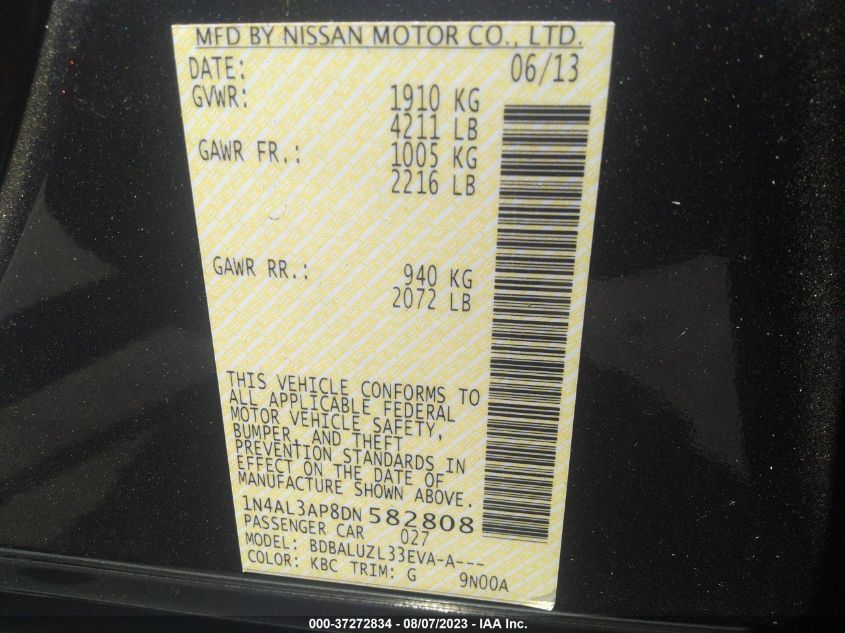 MFD BY NISSAN MOTOR CO., LTD.
DATE: 06/13
GVWR: 1910 KG
4211 LB
GAWR FR.: 1005 KG
2216 LB
GAWR RR.: 940 KG
2072 LB
THIS VEHICLE CONFORMS TO
ALL APPLICABLE FEDERAL
MOTOR VEHICLE SAFETY,
BUMPER, AND THEFT
PREVENTION STANDARDS IN
EFFECT ON THE DATE OF
MANUFACTURE SHOWN ABOVE.
1N4AL3AP8DN 582808
PASSENGER CAR 027
MODEL: BDBALUZL33EVA-A---
COLOR: KBC TRIM: G 9N00A
000-37272834 - 08/07/2023 - IAA Inc.